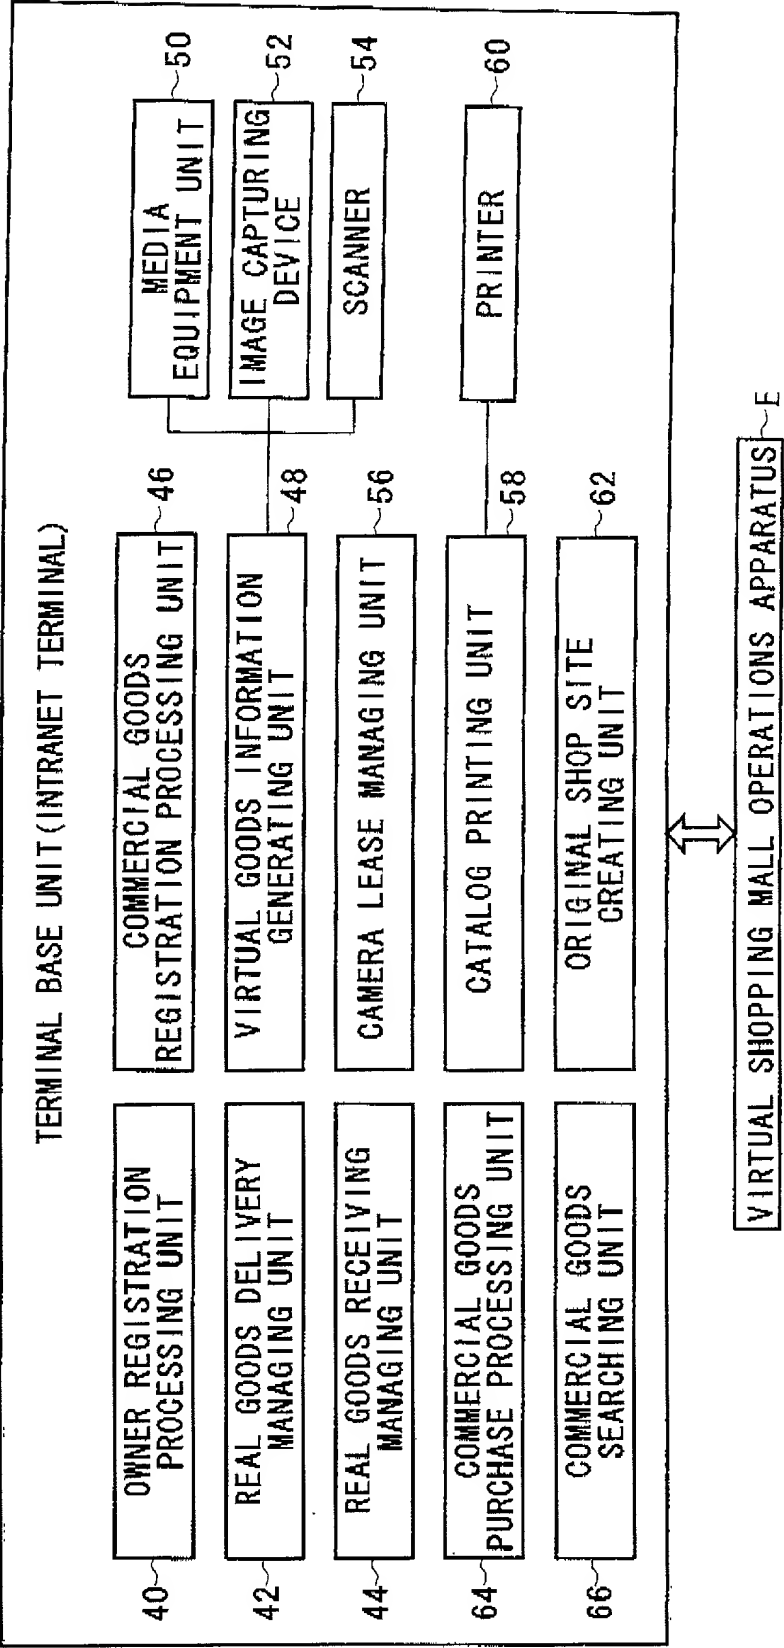 TERMINAL BASE UNIT(INTRANET TERMINAL)
40
OWNER REGISTRATION
PROCESSING UNIT
COMMERCIAL GOODS
REGISTRATION PROCESSING UNIT
46
MEDIA
EQUIPMENT UNIT
50
42
REAL GOODS DELIVERY
MANAGING UNIT
VIRTUAL GOODS INFORMATION
GENERATING UNIT
48
IMAGE CAPTURING
DEVICE
52
44
REAL GOODS RECEIVING
MANAGING UNIT
CAMERA LEASE MANAGING UNIT
56
SCANNER
54
64
COMMERCIAL GOODS
PURCHASE PROCESSING UNIT
CATALOG PRINTING UNIT
58
PRINTER
60
66
COMMERCIAL GOODS
SEARCHING UNIT
ORIGINAL SHOP SITE
CREATING UNIT
62
VIRTUAL SHOPPING MALL OPERATIONS APPARATUS
E